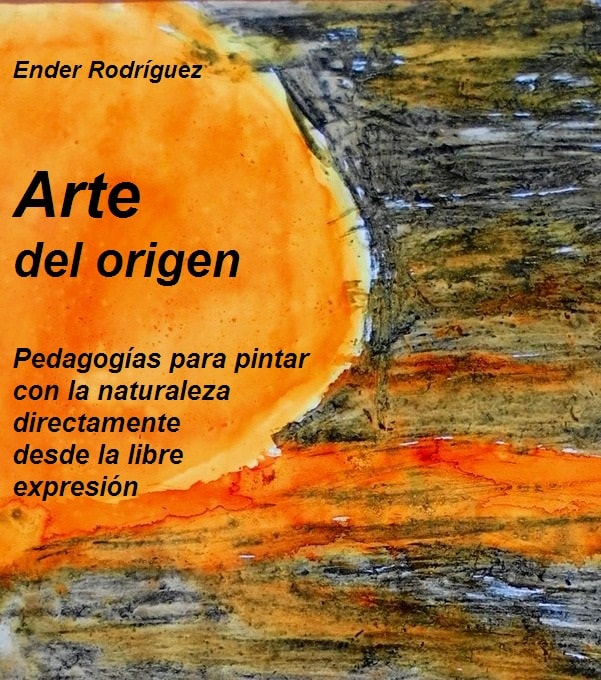 Ender Rodríguez
Arte
del origen
Pedagogías para pintar
con la naturaleza
directamente
desde la libre
expresión